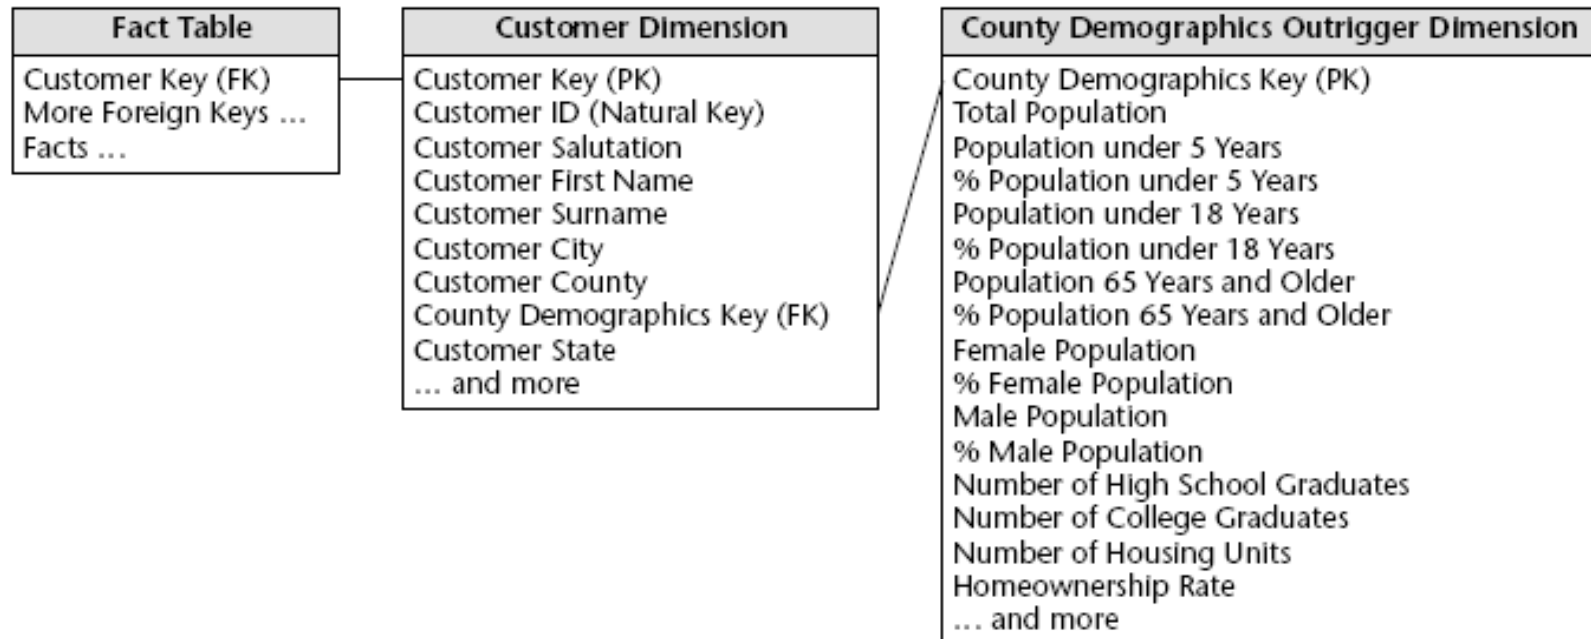 Fact Table
Customer Key (FK)
More Foreign Keys ...
Facts ...
Customer Dimension
Customer Key (PK)
Customer ID (Natural Key)
Customer Salutation
Customer First Name
Customer Surname
Customer City
Customer County
County Demographics Key (FK)
Customer State
... and more
County Demographics Outrigger Dimension
County Demographics Key (PK)
Total Population
Population under 5 Years
% Population under 5 Years
Population under 18 Years
% Population under 18 Years
Population 65 Years and Older
% Population 65 Years and Older
Female Population
% Female Population
Male Population
% Male Population
Number of High School Graduates
Number of College Graduates
Number of Housing Units
Homeownership Rate
... and more